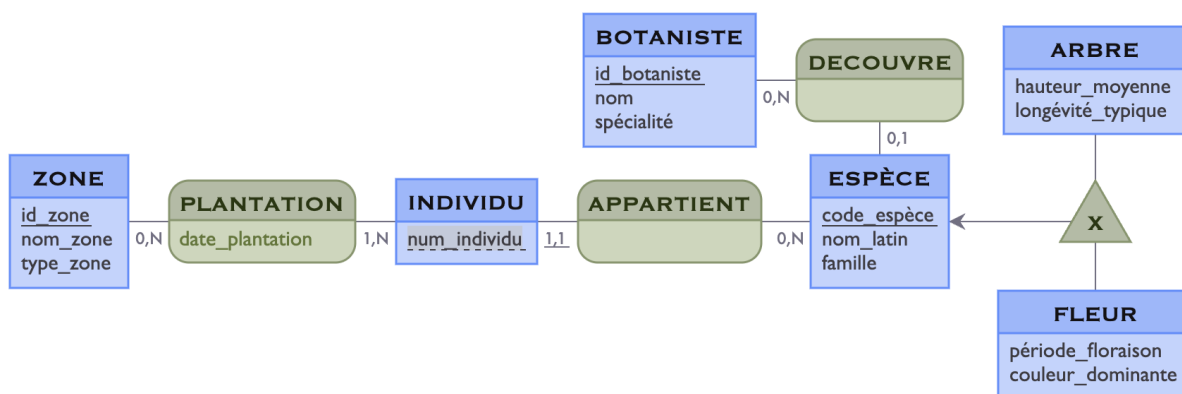 BOTANISTE
id_botaniste
nom
spécialité
0,N
DECOUVRE
0,1
ARBRE
hauteur_moyenne
longévité_typique
ZONE
id_zone
nom_zone
type_zone
0,N
PLANTATION
date_plantation
1,N
INDIVIDU
num_individu
1,1
APPARTIENT
0,N
ESPÈCE
code_espèce
nom_latin
famille
X
FLEUR
période_floraison
couleur_dominante